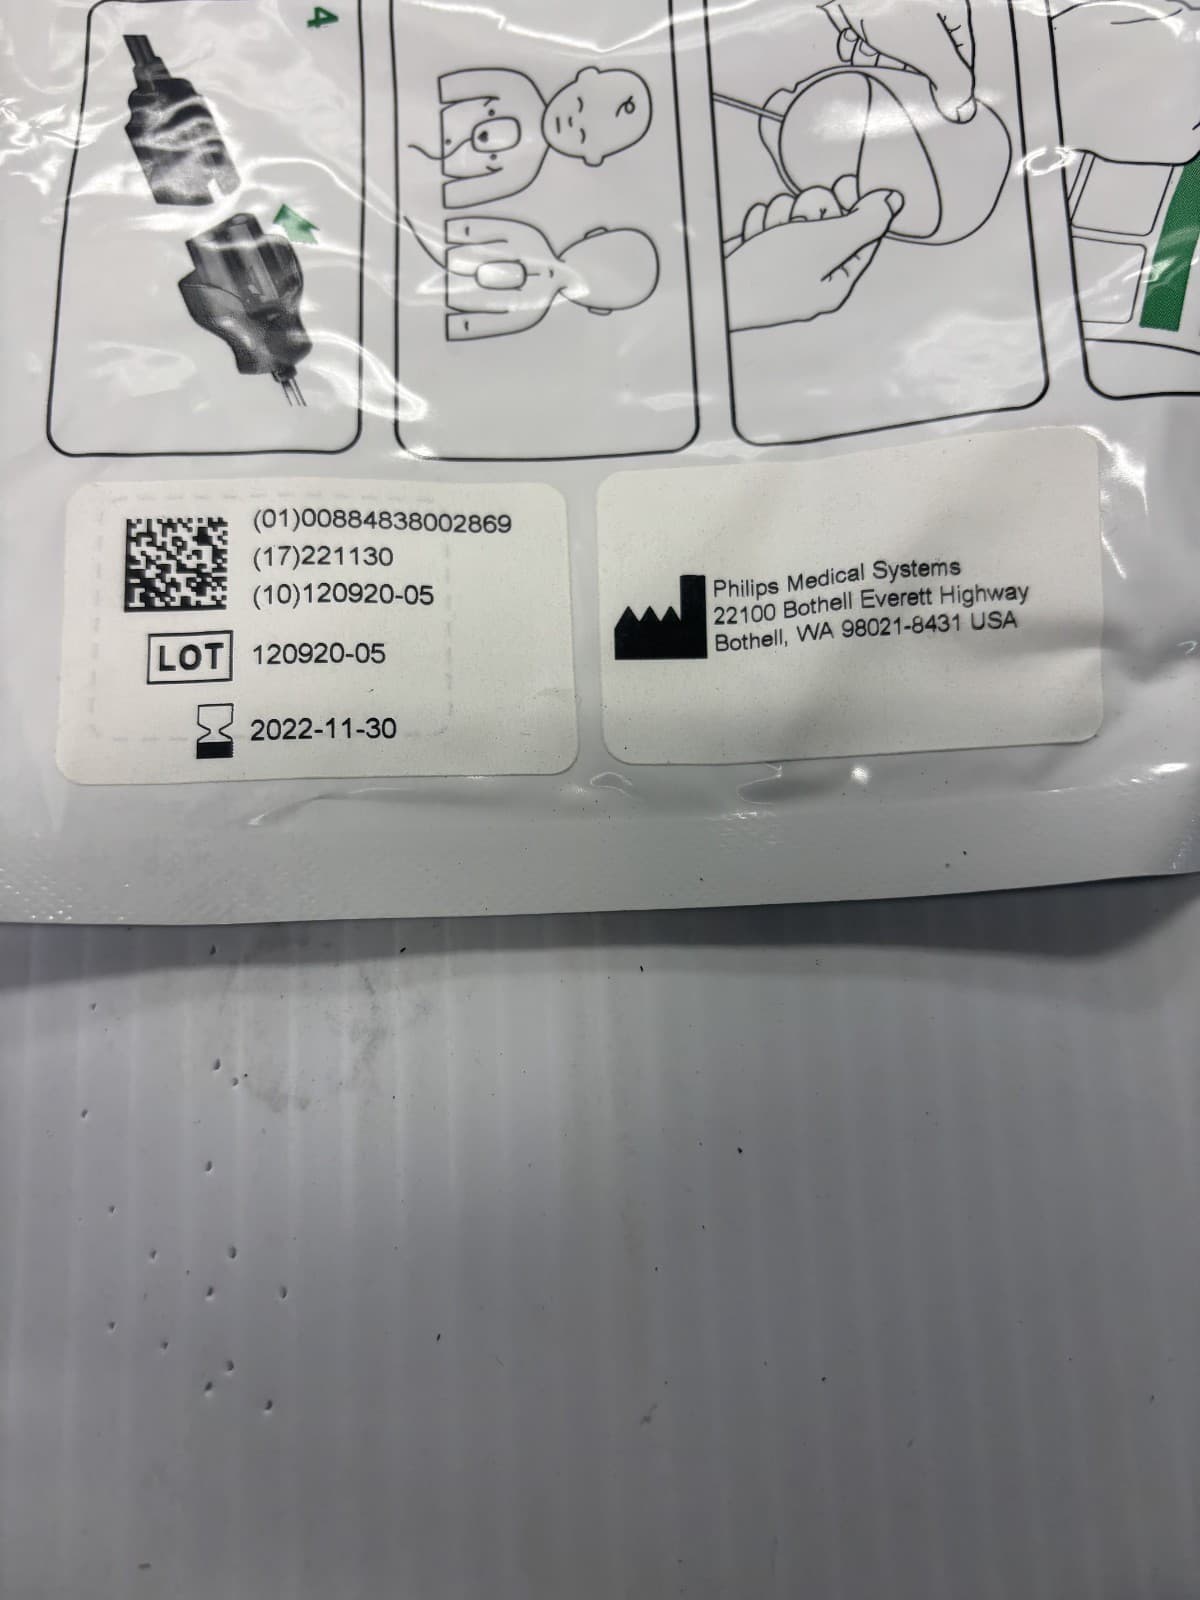 4
(01)00884838002869
(17)221130
(10)120920-05
LOT 120920-05
2022-11-30
Philips Medical Systems
22100 Bothell Everett Highway
Bothell, WA 98021-8431 USA